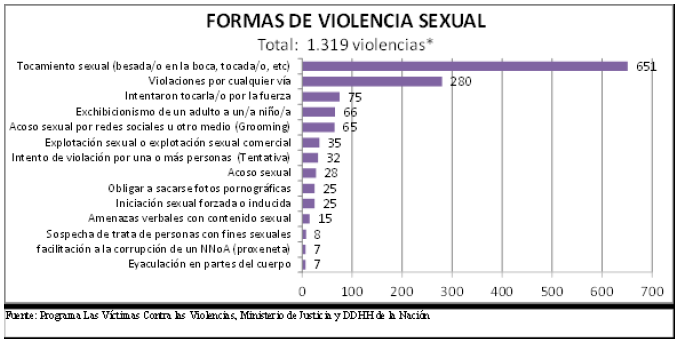 FORMAS DE VIOLENCIA SEXUAL
Total: 1.319 violencias*
Tocamiento sexual (besada/o en la boca, tocada/o, etc) 651
Violaciones por cualquier vía 280
Intentaron tocarla/o por la fuerza 75
Exchibicionismo de un adulto a un/a niño/a 66
Acoso sexual por redes sociales u otro medio (Grooming) 65
Explotación sexual o explotación sexual comercial 35
Intento de violación por una o más personas (Tentativa) 32
Acoso sexual 28
Obligar a sacarse fotos pornográficas 25
Iniciación sexual forzada o inducida 25
Amenazas verbales con contenido sexual 15
Sospecha de trata de personas con fines sexuales 8
facilitación a la corrupción de un NNoA (proxeneta) 7
Eyaculación en partes del cuerpo 7
0 100 200 300 400 500 600 700
Fuente: Programa Las Víctimas Contra las Violencias, Ministerio de Justicia y DDHH de la Nación